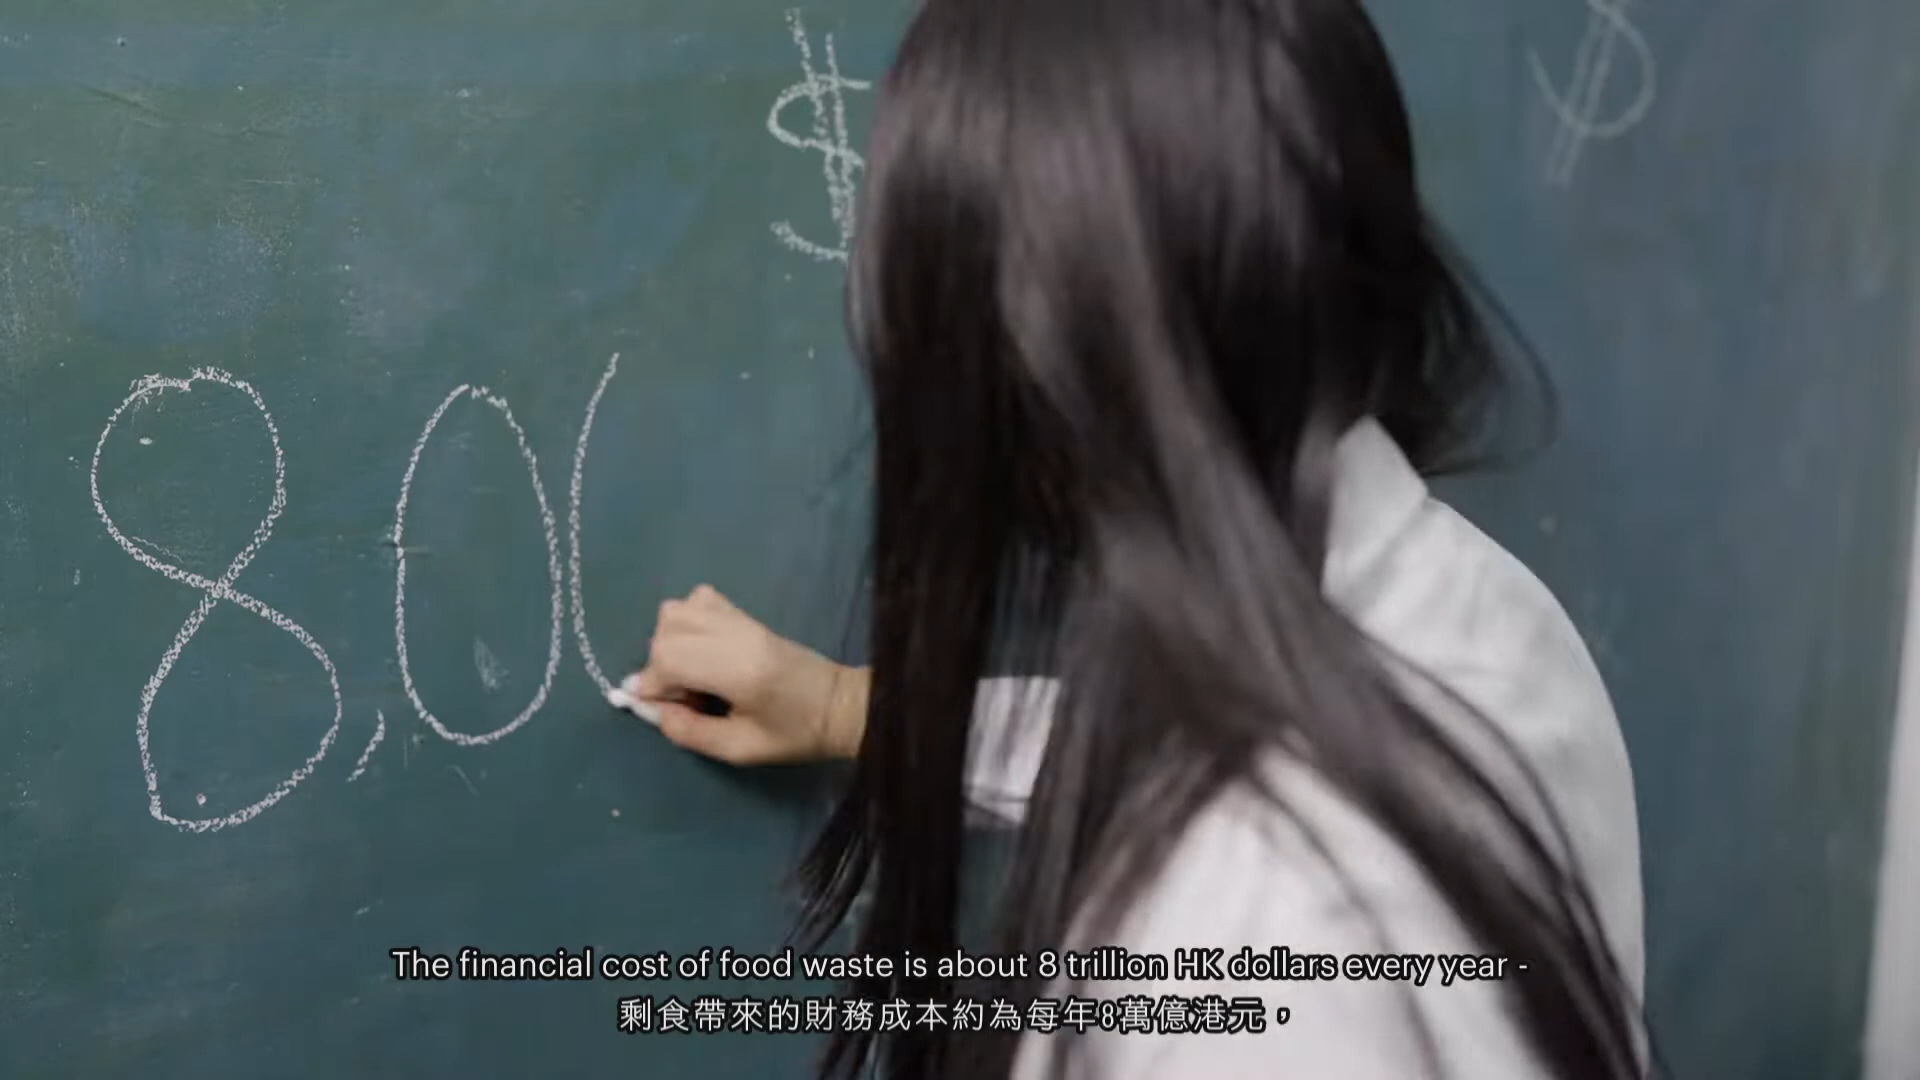 $ $
8,0
The financial cost of food waste is about 8 trillion HK dollars every year -
剩食帶來的財務成本約為每年8萬億港元，